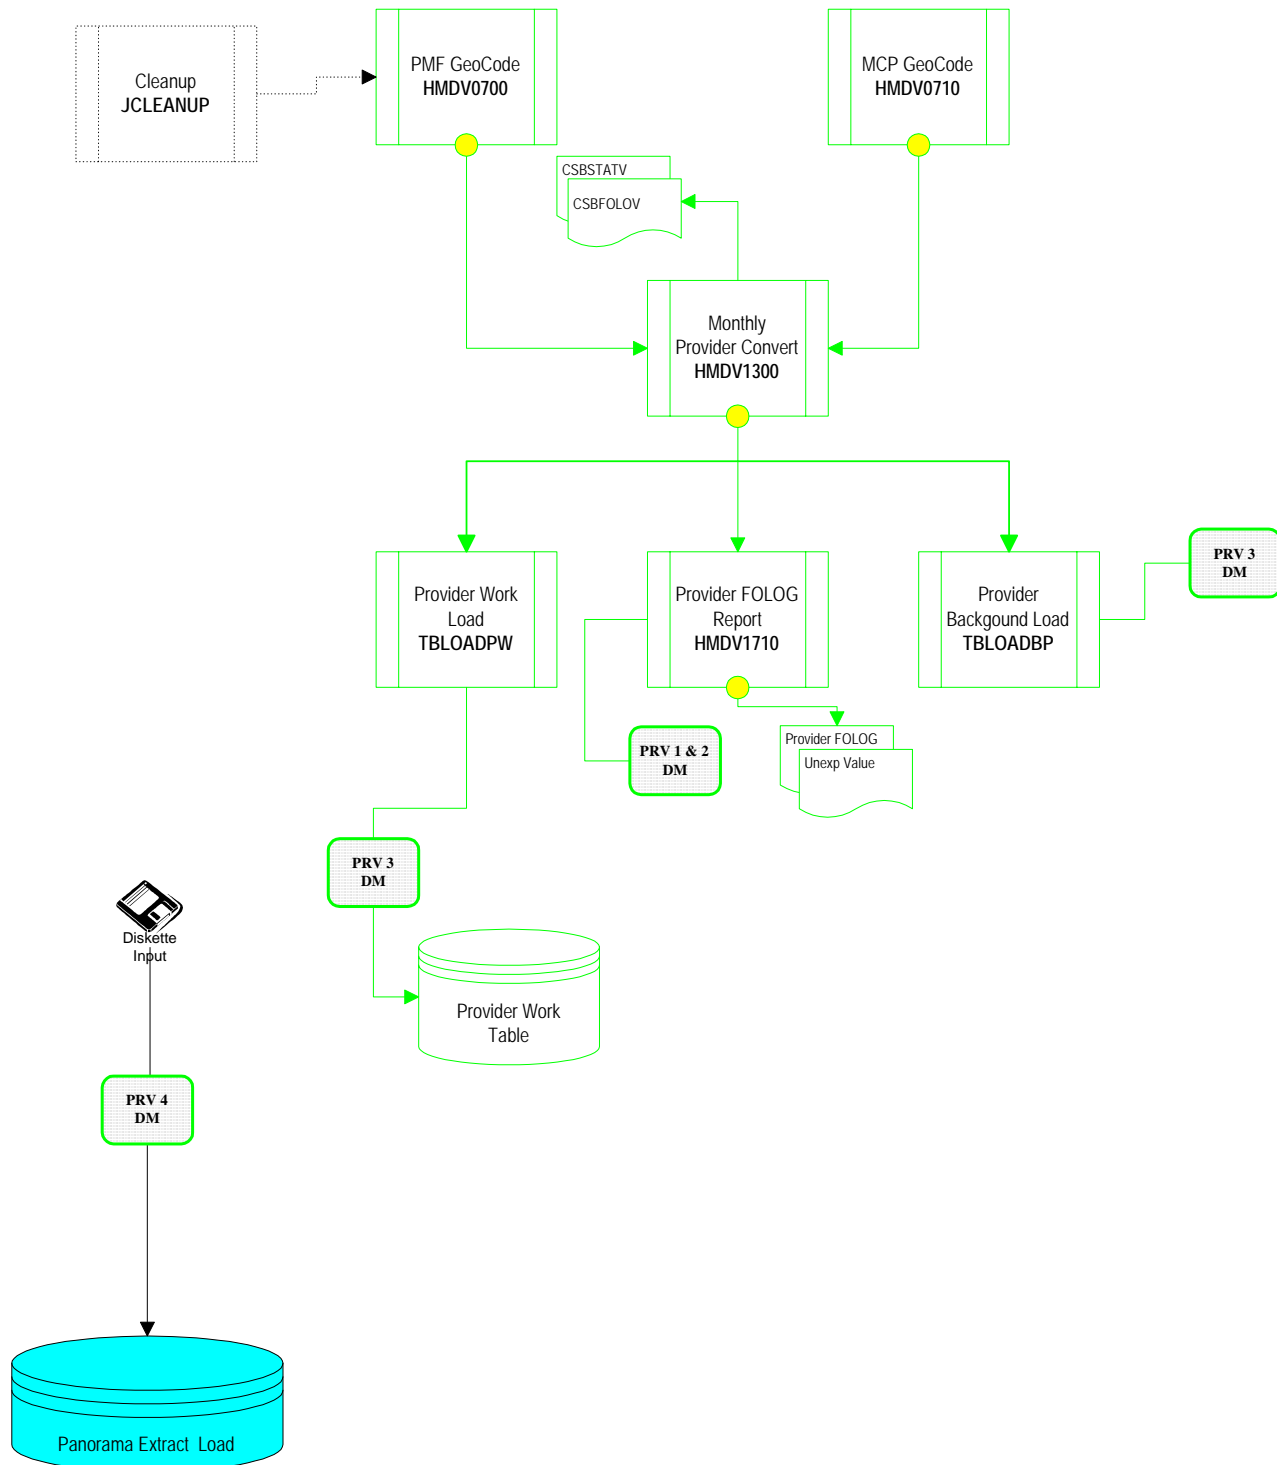 Cleanup
JCLEANUP
PMF GeoCode
HMDV0700
MCP GeoCode
HMDV0710
CSBSTATV
CSBFOLOV
Monthly
Provider Convert
HMDV1300
Provider Work
Load
TBLOADPW
Provider FOLOG
Report
HMDV1710
Provider
Backgound Load
TBLOADBP
PRV 3
DM
PRV 1 & 2
DM
Provider FOLOG
Unexp Value
PRV 3
DM
Diskette
Input
Provider Work
Table
PRV 4
DM
Panorama Extract Load